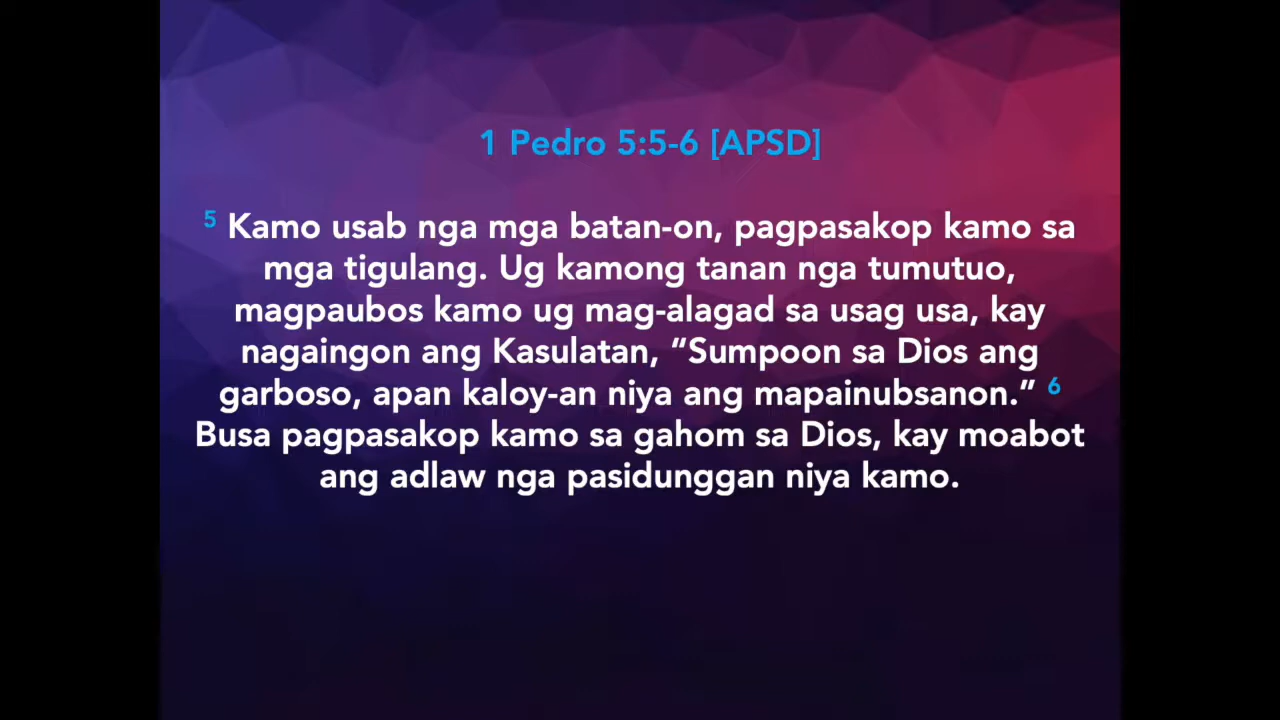 1 Pedro 5:5-6 [APSD]
5 Kamo usab nga mga batan-on, pagpasakop kamo sa
mga tigulang. Ug kamong tanan nga tumutuo,
magpaubos kamo ug mag-alagad sa usag usa, kay
nagaingon ang Kasulatan, “Sumpoon sa Dios ang
garboso, apan kaloy-an niya ang mapainubsanon.” 6
Busa pagpasakop kamo sa gahom sa Dios, kay moabot
ang adlaw nga pasidunggan niya kamo.